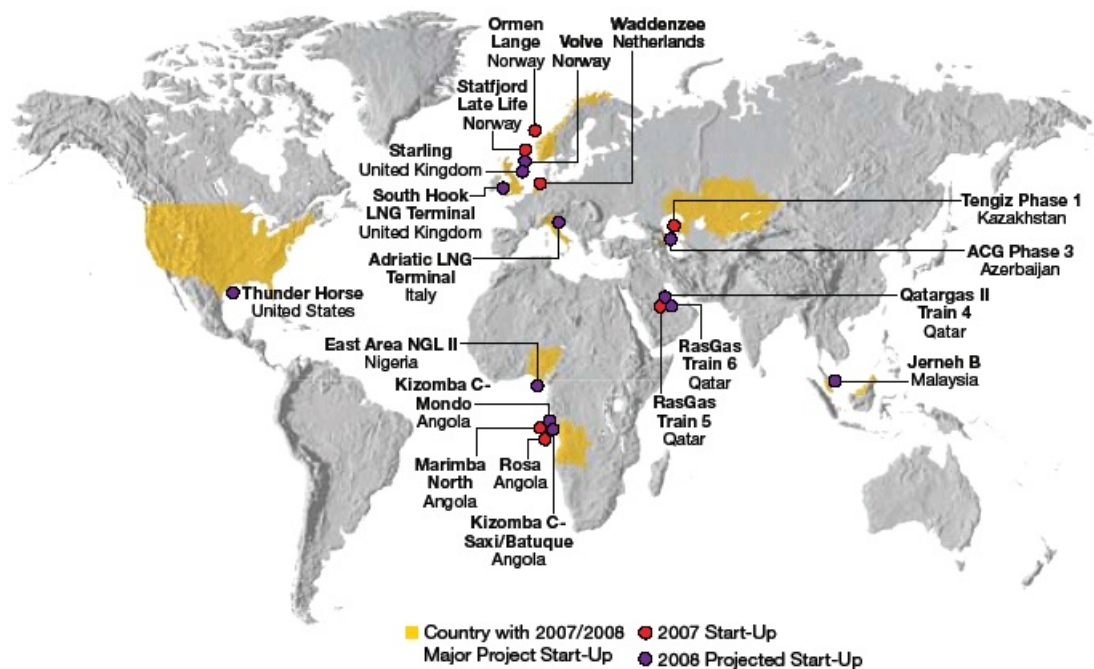 Ormen
Lange
Norway
Volve
Norway
Waddenzee
Netherlands
Statfjord
Late Life
Norway
Starling
United Kingdom
South Hook
LNG Terminal
United Kingdom
Adriatic LNG
Terminal
Italy
Tengiz Phase 1
Kazakhstan
ACG Phase 3
Azerbaijan
Thunder Horse
United States
Qatargas II
Train 4
Qatar
RasGas
Train 6
Qatar
RasGas
Train 5
Qatar
Jerneh B
Malaysia
East Area NGL II
Nigeria
Kizomba C-
Mondo
Angola
Marimba
North
Angola
Rosa
Angola
Kizomba C-
Saxi/Batuque
Angola
Country with 2007/2008
Major Project Start-Up
2007 Start-Up
2008 Projected Start-Up